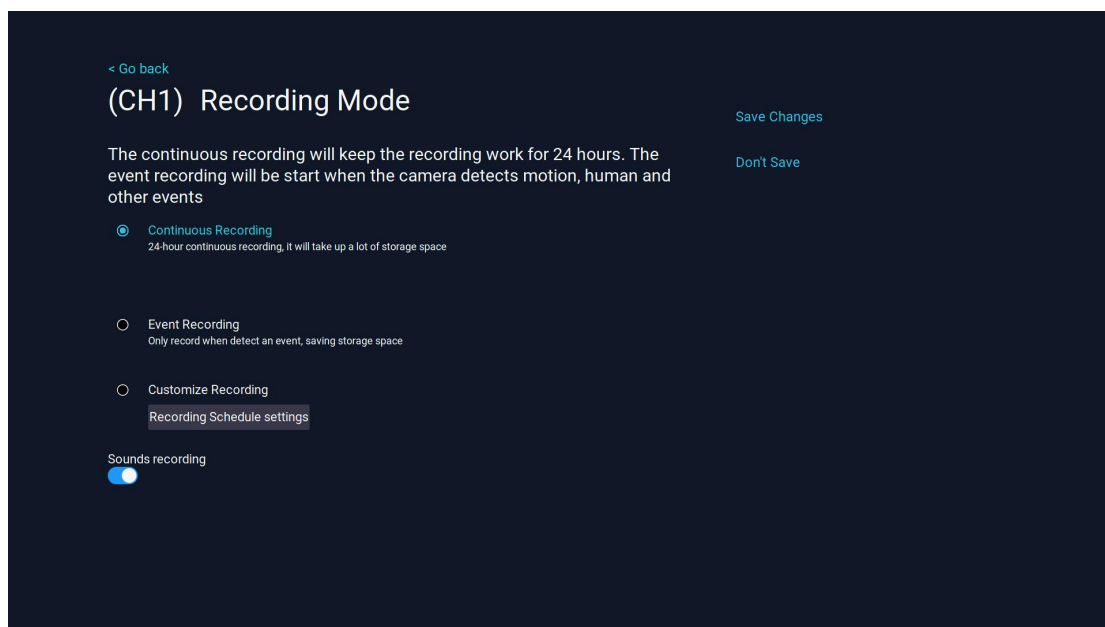 < Go back
(CH1) Recording Mode
Save Changes
The continuous recording will keep the recording work for 24 hours. The
event recording will be start when the camera detects motion, human and
other events
Don't Save
Continuous Recording
24-hour continuous recording, it will take up a lot of storage space
Event Recording
Only record when detect an event, saving storage space
Customize Recording
Recording Schedule settings
Sounds recording